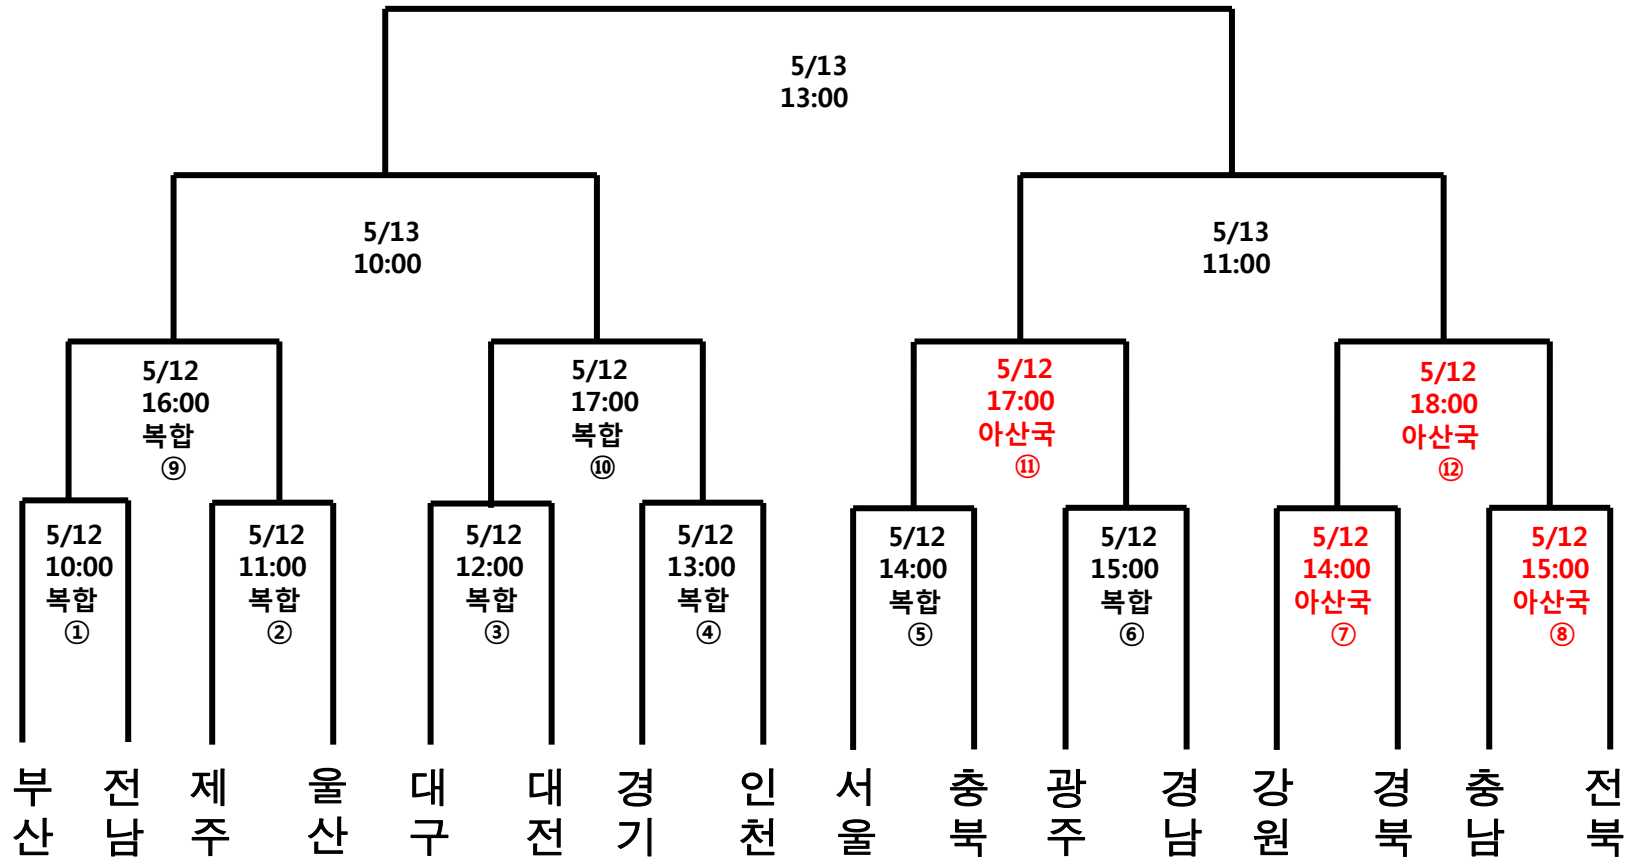 5/13
13:00
5/13
10:00
5/13
11:00
5/12
16:00
복합
⑨
5/12
17:00
복합
⑩
5/12
17:00
아산국
⑪
5/12
18:00
아산국
⑫
5/12
10:00
복합
①
5/12
11:00
복합
②
5/12
12:00
복합
③
5/12
13:00
복합
④
5/12
14:00
복합
⑤
5/12
15:00
복합
⑥
5/12
14:00
아산국
⑦
5/12
15:00
아산국
⑧
부산
전남
제주
울산
대구
대전
경기
인천
서울
충북
광주
경남
강원
경북
충남
전북